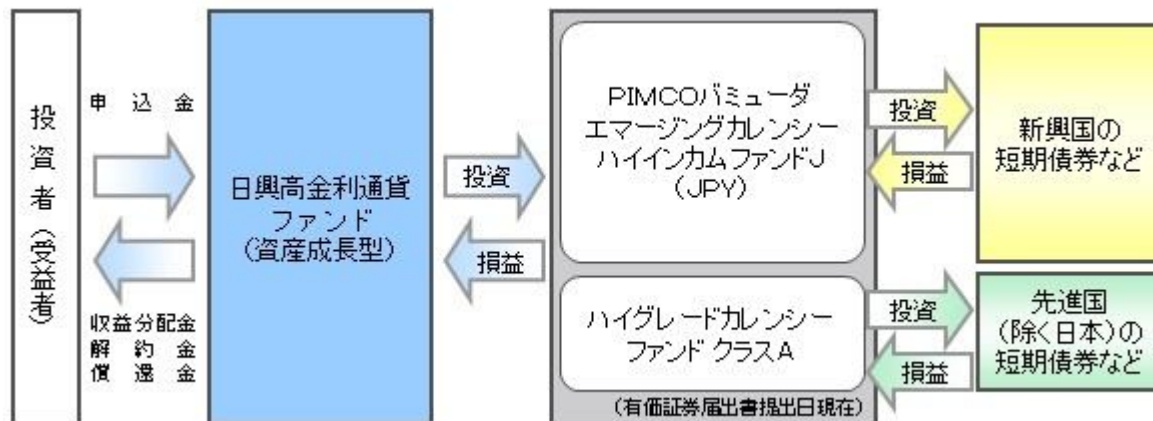 投資者(受益者)
申込金
収益分配金
解約金
償還金
日興高金利通貨
ファンド
(資産成長型)
投資
損益
PIMCOバミューダ
エマージングカレンシー
ハイインカムファンドJ
(JPY)
ハイグレードカレンシー
ファンド クラスA
(有価証券届出書提出日現在)
投資
損益
新興国の
短期債券など
投資
損益
先進国
(除く日本)の
短期債券など